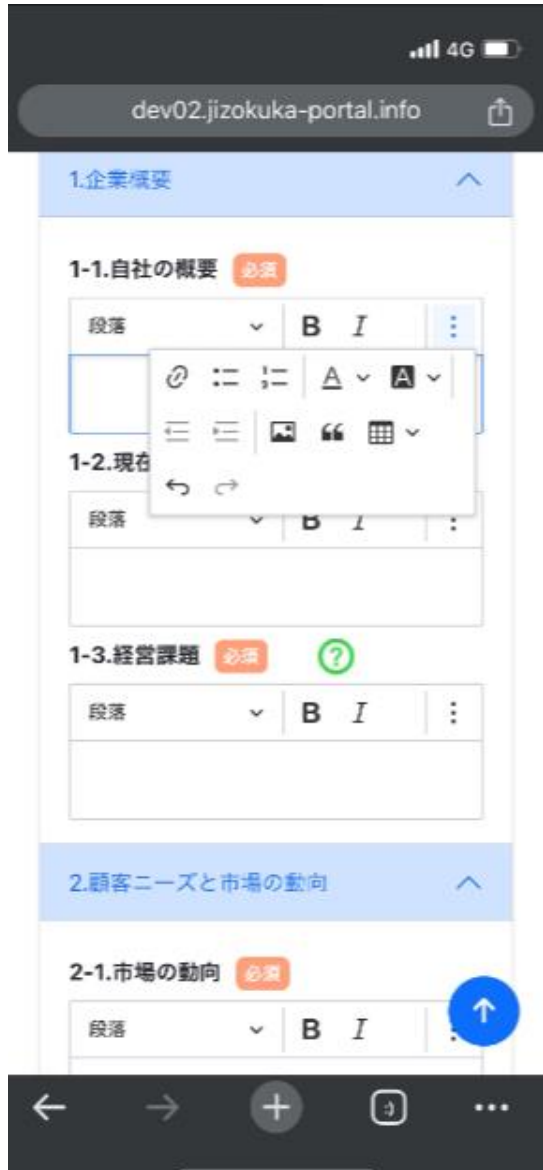 4G
dev02.jizokuka-portal.info
1.企業概要
1-1.自社の概要 必須
段落 B I
A A
1-2.現在
段落 B I
1-3.経営課題 必須 ?
段落 B I
2.顧客ニーズと市場の動向
2-1.市場の動向 必須
段落 B I
:)